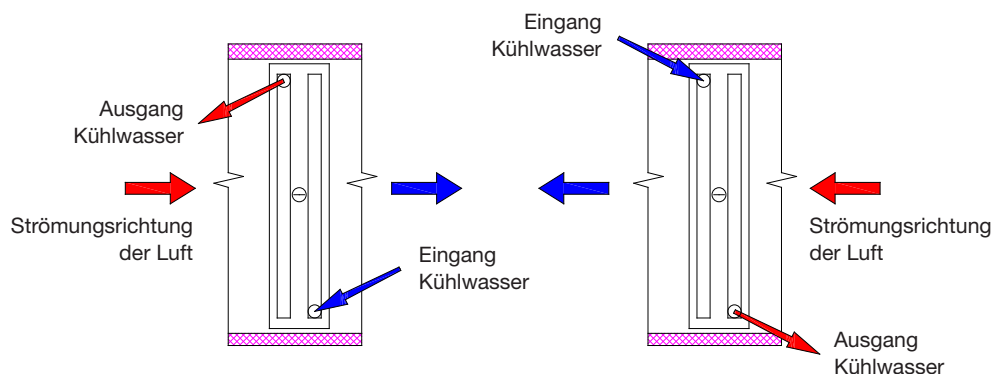 Ausgang
Kühlwasser
Strömungsrichtung
der Luft
Eingang
Kühlwasser
Eingang
Kühlwasser
Strömungsrichtung
der Luft
Ausgang
Kühlwasser